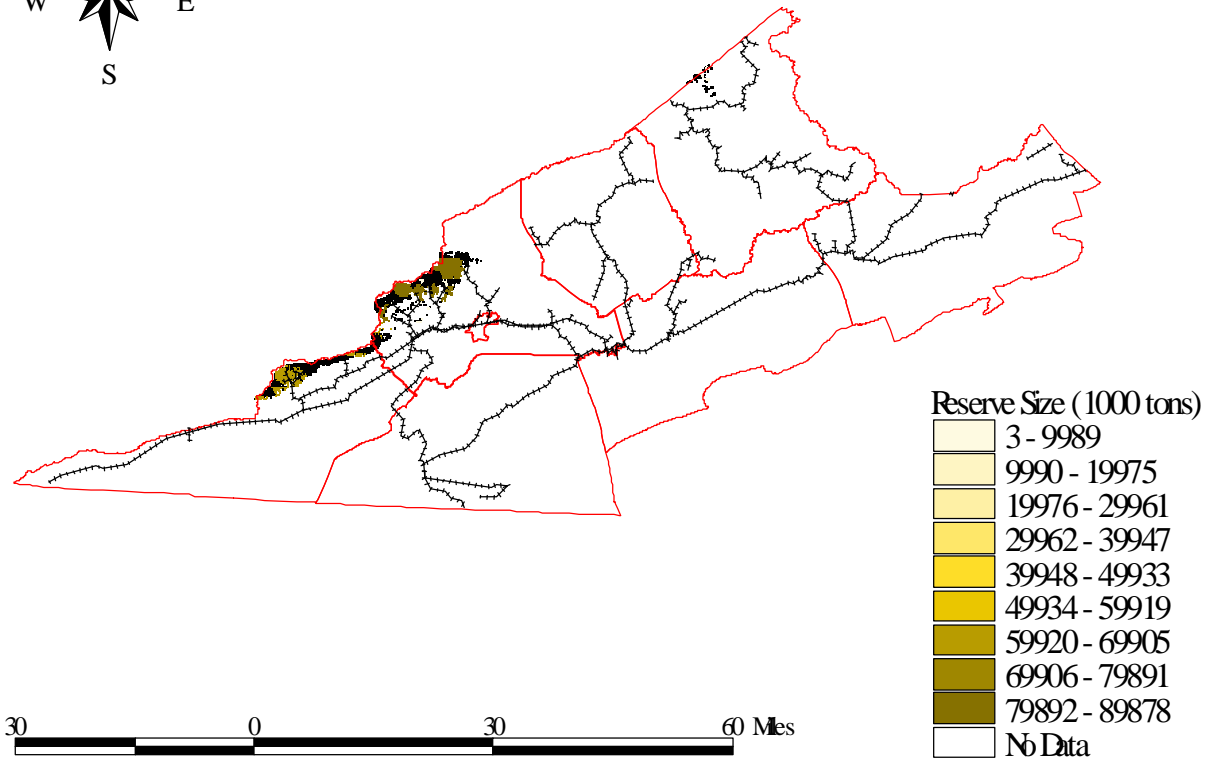 W E
S
Reserve Size (1000 tons)
3 - 9989
9990 - 19975
19976 - 29961
29962 - 39947
39948 - 49933
49934 - 59919
59920 - 69905
69906 - 79891
79892 - 89878
No Data
30 0 30 60 Miles